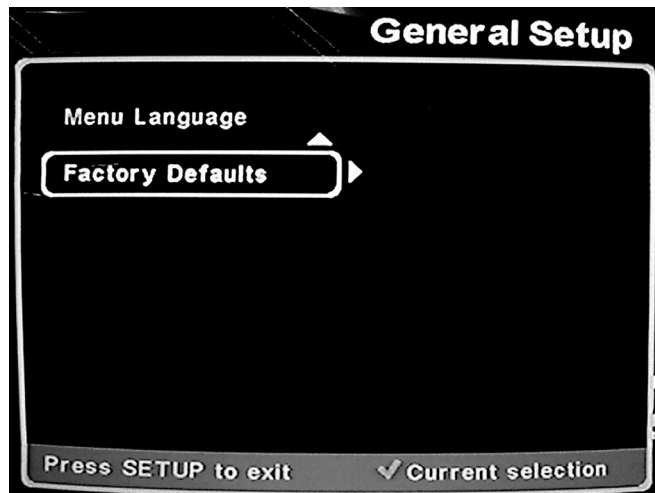 General Setup
Menu Language
Factory Defaults
Press SETUP to exit
Current selection